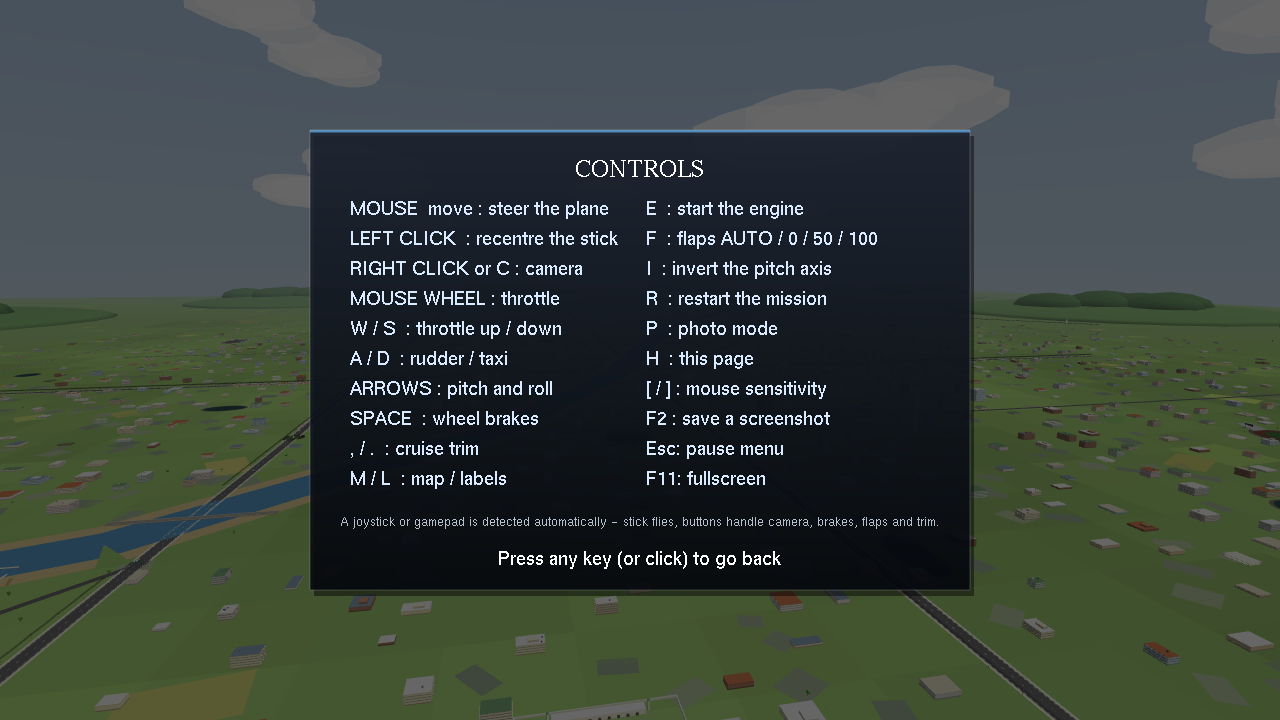 CONTROLS
MOUSE move : steer the plane
LEFT CLICK : recentre the stick
RIGHT CLICK or C : camera
MOUSE WHEEL : throttle
W / S : throttle up / down
A / D : rudder / taxi
ARROWS : pitch and roll
SPACE : wheel brakes
, / . : cruise trim
M / L : map / labels
E : start the engine
F : flaps AUTO / 0 / 50 / 100
I : invert the pitch axis
R : restart the mission
P : photo mode
H : this page
[ / ] : mouse sensitivity
F2 : save a screenshot
Esc: pause menu
F11: fullscreen
A joystick or gamepad is detected automatically – stick flies, buttons handle camera, brakes, flaps and trim.
Press any key (or click) to go back